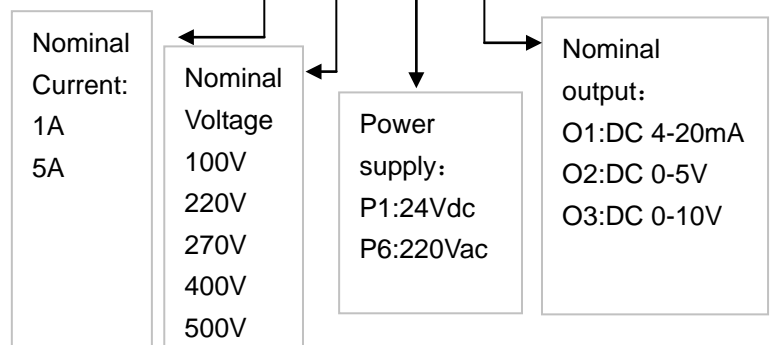 Nominal
Current:
1A
5A
Nominal
Voltage
100V
220V
270V
400V
500V
Power
supply：
P1:24Vdc
P6:220Vac
Nominal
output：
O1:DC 4-20mA
O2:DC 0-5V
O3:DC 0-10V